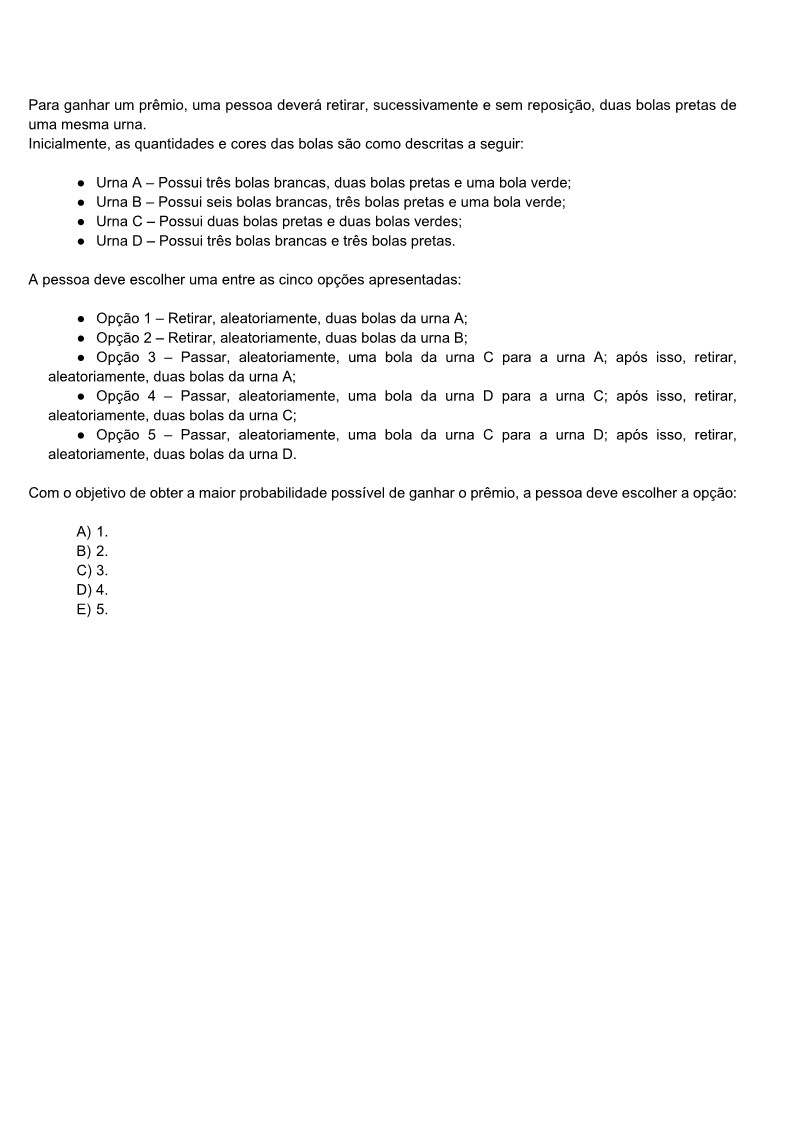 Para ganhar um prêmio, uma pessoa deverá retirar, sucessivamente e sem reposição, duas bolas pretas de
uma mesma urna.
Inicialmente, as quantidades e cores das bolas são como descritas a seguir:
● Urna A – Possui três bolas brancas, duas bolas pretas e uma bola verde;
● Urna B – Possui seis bolas brancas, três bolas pretas e uma bola verde;
● Urna C – Possui duas bolas pretas e duas bolas verdes;
● Urna D – Possui três bolas brancas e três bolas pretas.
A pessoa deve escolher uma entre as cinco opções apresentadas:
● Opção 1 – Retirar, aleatoriamente, duas bolas da urna A;
● Opção 2 – Retirar, aleatoriamente, duas bolas da urna B;
● Opção 3 – Passar, aleatoriamente, uma bola da urna C para a urna A; após isso, retirar,
aleatoriamente, duas bolas da urna A;
● Opção 4 – Passar, aleatoriamente, uma bola da urna D para a urna C; após isso, retirar,
aleatoriamente, duas bolas da urna C;
● Opção 5 – Passar, aleatoriamente, uma bola da urna C para a urna D; após isso, retirar,
aleatoriamente, duas bolas da urna D.
Com o objetivo de obter a maior probabilidade possível de ganhar o prêmio, a pessoa deve escolher a opção:
A) 1.
B) 2.
C) 3.
D) 4.
E) 5.